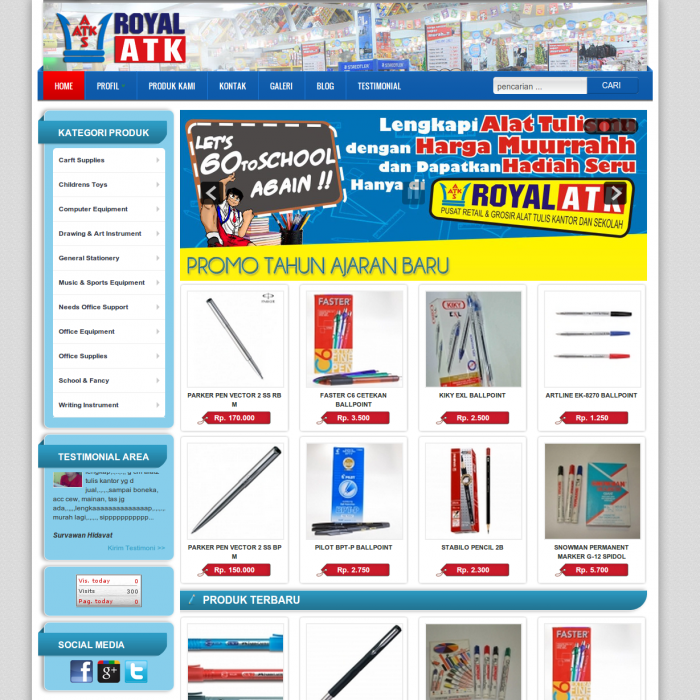 ROYAL
ATK
HOME
PROFIL
PRODUK KAMI
KONTAK
GALERI
BLOG
TESTIMONIAL
pencarian ...
CARI
KATEGORI PRODUK
Carft Supplies
Childrens Toys
Computer Equipment
Drawing & Art Instrument
General Stationery
Music & Sports Equipment
Needs Office Support
Office Equipment
Office Supplies
School & Fancy
Writing Instrument
LET'S
GO TO SCHOOL
AGAIN !!
Lengkapi Alat Tulis
dengan Harga Muurrahh
dan Dapatkan Hadiah Seru
Hanya di
ROYAL ATK
PUSAT RETAIL & GROSIR ALAT TULIS KANTOR DAN SEKOLAH
PROMO TAHUN AJARAN BARU
PARKER PEN VECTOR 2 SS RB
M
Rp. 170.000
FASTER C6 CETEKAN
BALLPOINT
Rp. 3.500
KIKY EXL BALLPOINT
Rp. 2.500
ARTLINE EK-8270 BALLPOINT
Rp. 1.250
PARKER PEN VECTOR 2 SS BP
M
Rp. 150.000
PILOT BPT-P BALLPOINT
Rp. 2.750
STABILO PENCIL 2B
Rp. 2.300
SNOWMAN PERMANENT
MARKER G-12 SPIDOL
Rp. 5.700
TESTIMONIAL AREA
tulis kantor yg d
jual,,,,,,sampai boneka,
acc cew, mainan, tas jg
murah lagi,,,,,, sippppppppppp...
Survawan Hidavat
Kirim Testimoni >>
Vis. today 0
Visits 300
Pag. today 0
SOCIAL MEDIA
PRODUK TERBARU
FASTER